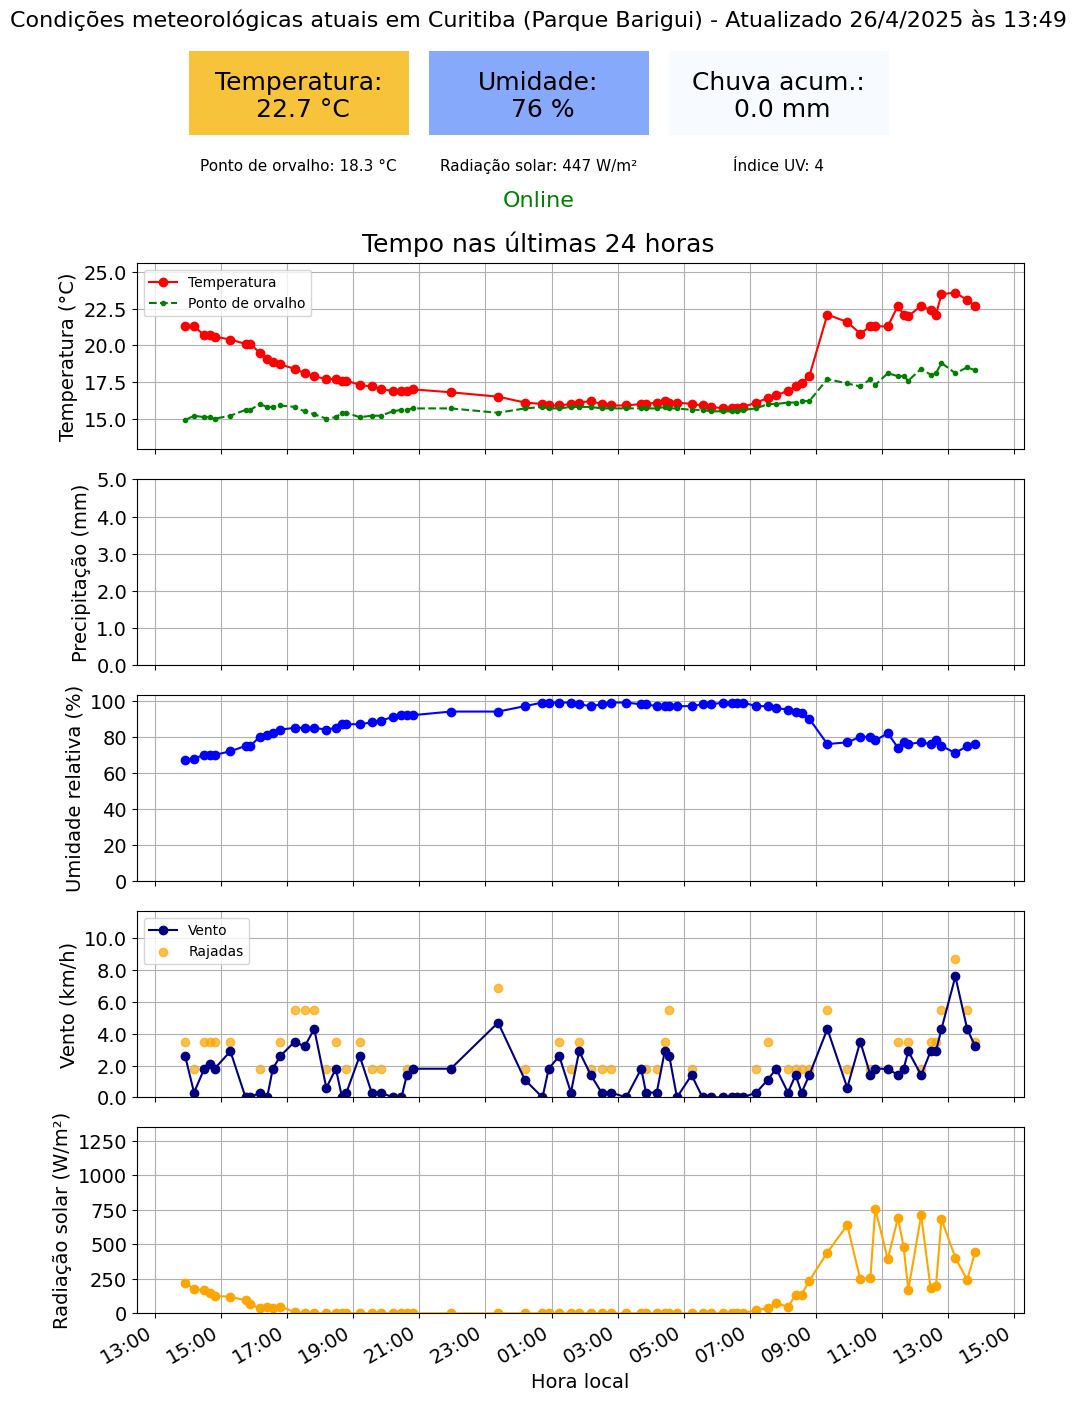 Condições meteorológicas atuais em Curitiba (Parque Barigui) - Atualizado 26/4/2025 às 13:49
Temperatura:
22.7 °C
Umidade:
76 %
Chuva acum.:
0.0 mm
Ponto de orvalho: 18.3 °C
Radiação solar: 447 W/m²
Índice UV: 4
Online
Tempo nas últimas 24 horas
Temperatura (°C)
25.0
22.5
20.0
17.5
15.0
Temperatura
Ponto de orvalho
Precipitação (mm)
5.0
4.0
3.0
2.0
1.0
0.0
Umidade relativa (%)
100
80
60
40
20
0
Vento (km/h)
10.0
8.0
6.0
4.0
2.0
0.0
Vento
Rajadas
Radiação solar (W/m²)
1250
1000
750
500
250
0
13:00
15:00
17:00
19:00
21:00
23:00
01:00
03:00
05:00
07:00
09:00
11:00
13:00
15:00
Hora local